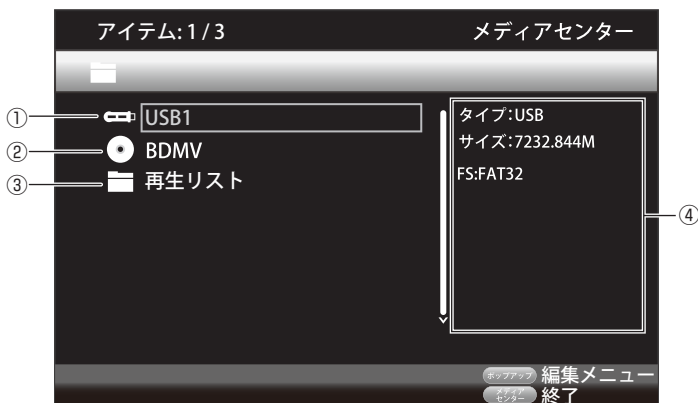 アイテム: 1 / 3 メディアセンター
① USB1
② BDMV
③ 再生リスト
タイプ:USB
サイズ:7232.844M
FS:FAT32
④
ポップアップ 編集メニュー
メディアセンター 終了